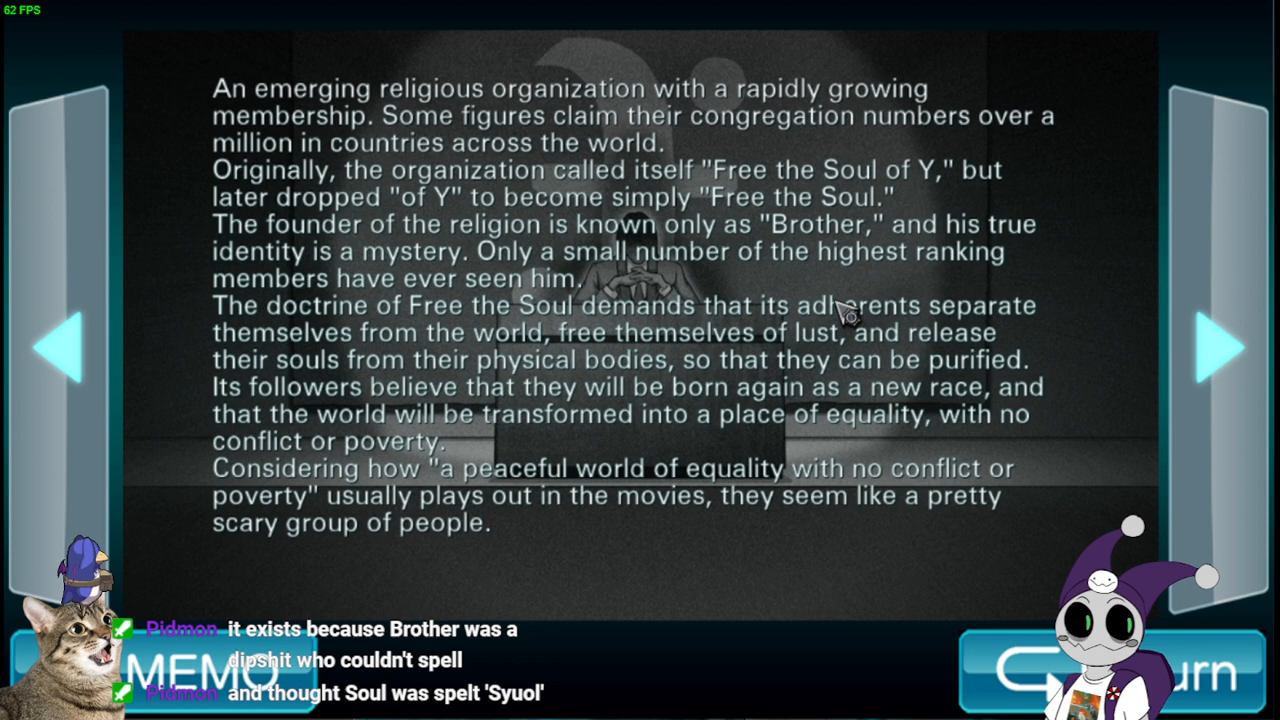 62 FPS
An emerging religious organization with a rapidly growing
membership. Some figures claim their congregation numbers over a
million in countries across the world.
Originally, the organization called itself "Free the Soul of Y," but
later dropped "of Y" to become simply "Free the Soul."
The founder of the religion is known only as "Brother," and his true
identity is a mystery. Only a small number of the highest ranking
members have ever seen him.
The doctrine of Free the Soul demands that its adherents separate
themselves from the world, free themselves of lust, and release
their souls from their physical bodies, so that they can be purified.
Its followers believe that they will be born again as a new race, and
that the world will be transformed into a place of equality, with no
conflict or poverty.
Considering how "a peaceful world of equality with no conflict or
poverty" usually plays out in the movies, they seem like a pretty
scary group of people.
Pidmon it exists because Brother was a
dipshit who couldn't spell
Pidmon and thought Soul was spelt 'Syuol'
MEMO